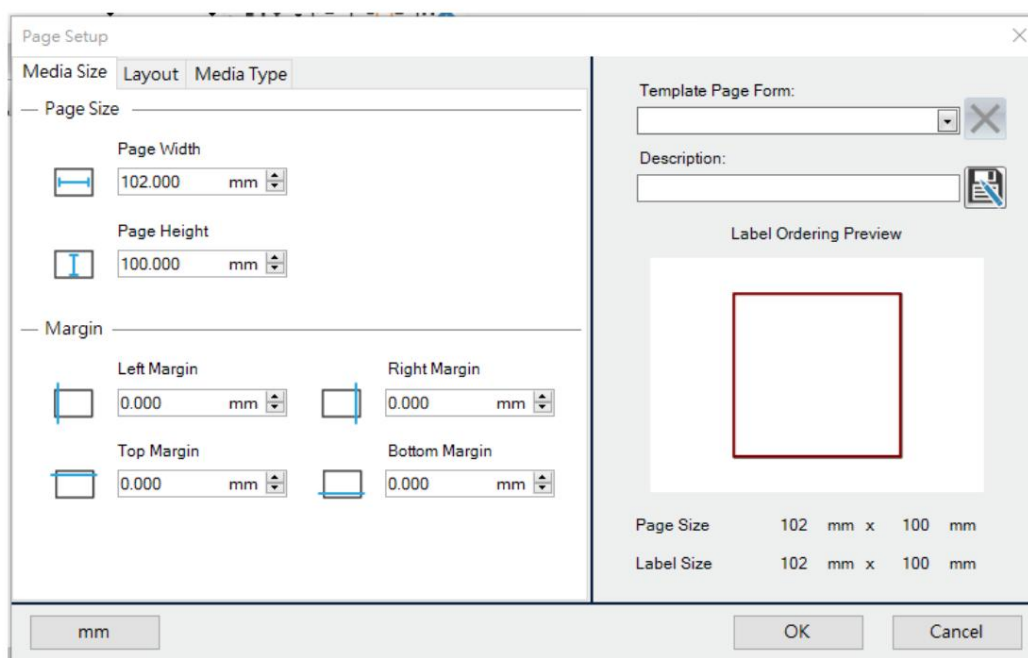 Page Setup
Media Size Layout Media Type
Page Size
Page Width
102.000 mm
Page Height
100.000 mm
Margin
Left Margin Right Margin
0.000 mm 0.000 mm
Top Margin Bottom Margin
0.000 mm 0.000 mm
mm
Template Page Form:
Description:
Label Ordering Preview
Page Size 102 mm x 100 mm
Label Size 102 mm x 100 mm
OK Cancel